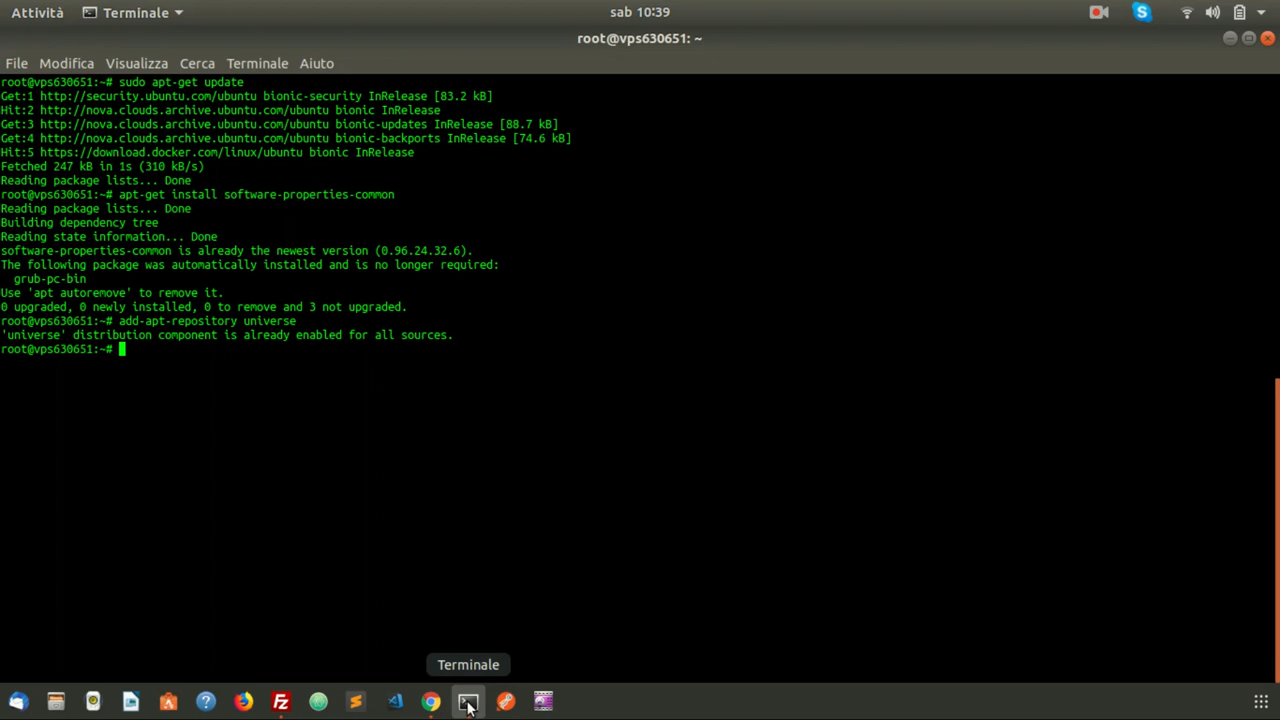 Attività Terminale sab 10:39
root@vps630651: ~
File Modifica Visualizza Cerca Terminale Aiuto
root@vps630651:~# sudo apt-get update
Get:1 http://security.ubuntu.com/ubuntu bionic-security InRelease [83.2 kB]
Hit:2 http://nova.clouds.archive.ubuntu.com/ubuntu bionic InRelease
Get:3 http://nova.clouds.archive.ubuntu.com/ubuntu bionic-updates InRelease [88.7 kB]
Get:4 http://nova.clouds.archive.ubuntu.com/ubuntu bionic-backports InRelease [74.6 kB]
Hit:5 https://download.docker.com/linux/ubuntu bionic InRelease
Fetched 247 kB in 1s (310 kB/s)
Reading package lists... Done
root@vps630651:~# apt-get install software-properties-common
Reading package lists... Done
Building dependency tree
Reading state information... Done
software-properties-common is already the newest version (0.96.24.32.6).
The following package was automatically installed and is no longer required:
  grub-pc-bin
Use 'apt autoremove' to remove it.
0 upgraded, 0 newly installed, 0 to remove and 3 not upgraded.
root@vps630651:~# add-apt-repository universe
'universe' distribution component is already enabled for all sources.
root@vps630651:~#
Terminale